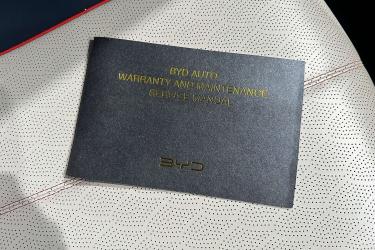 BYD AUTO
WARRANTY AND MAINTENANCE
SERVICE MANUAL
BYD